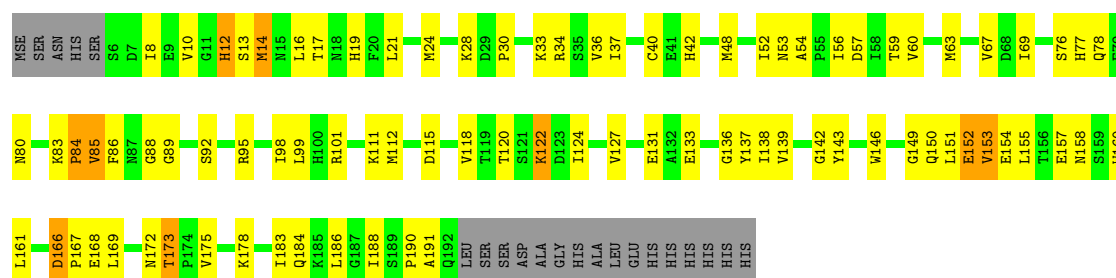 MSE SER ASN HIS SER S6 D7 I8 E9 V10 G11 H12 S13 M14 N15 L16 T17 N18 H19 F20 L21 M24 K28 D29 P30 K33 R34 S35 V36 I37 C40 E41 H42 M48 I52 N53 A54 P55 I56 D57 I58 T59 V60 M63 V67 D68 I69 S76 H77 Q78
N80 K83 P84 V85 F86 N87 G88 G89 S92 R95 I98 L99 H100 R101 K111 M112 D115 V118 T119 T120 S121 K122 D123 I124 V127 E131 A132 E133 G136 Y137 I138 V139 G142 Y143 W146 G149 Q150 L151 E152 V153 E154 L155 T156 E157 N158 S159
L161 D166 P167 E168 L169 N172 T173 P174 V175 K178 I183 Q184 K185 L186 G187 I188 S189 P190 A191 Q192 LEU SER SER ASP ALA GLY HIS ALA LEU GLU HIS HIS HIS HIS HIS HIS